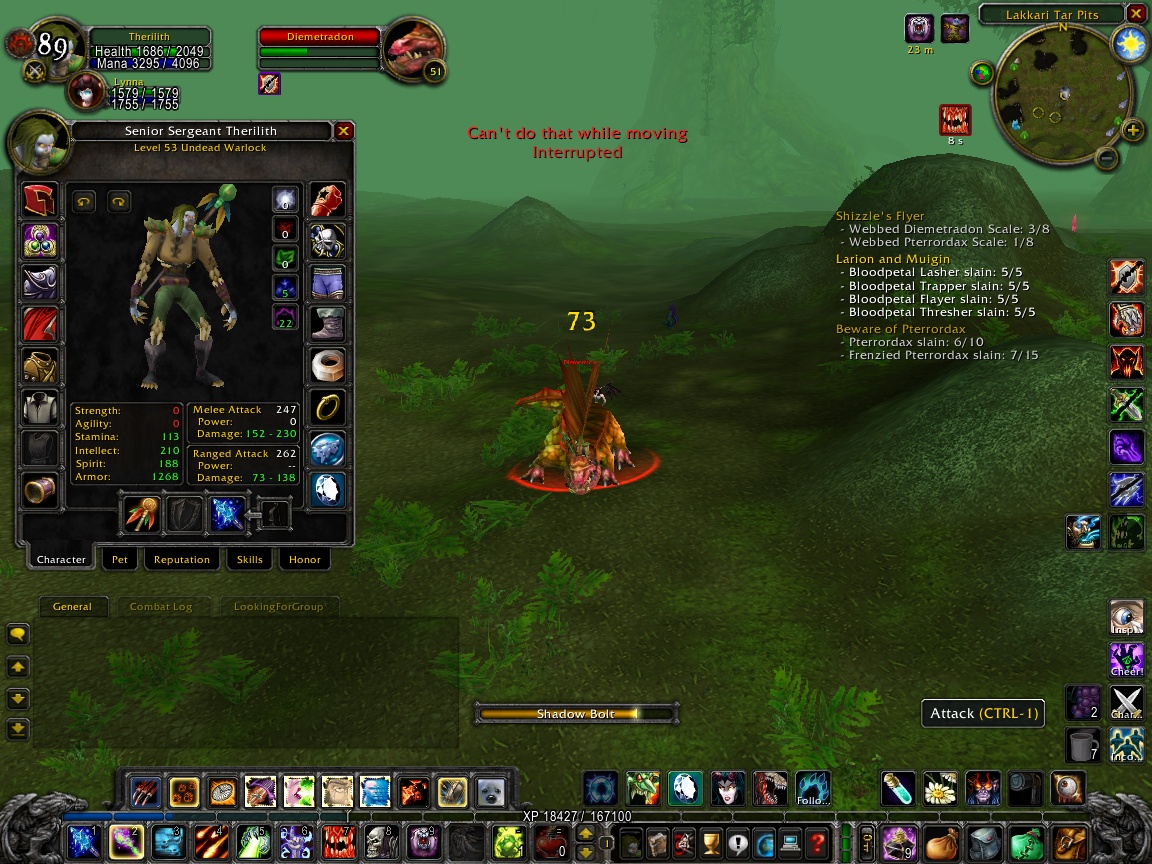 89
Therilith
Health 1686 / 2049
Mana 3295 / 4096
Lynna
1579 / 1579
1755 / 1755
Diemetradon
51
23 m
Lakkari Tar Pits
N
8 s
Can't do that while moving
Interrupted
Senior Sergeant Therilith
Level 53 Undead Warlock
0
0
0
5
22
Strength: 0
Agility: 0
Stamina: 113
Intellect: 210
Spirit: 188
Armor: 1268
Melee Attack 247
Power: 0
Damage: 152 - 230
Ranged Attack 262
Power: --
Damage: 73 - 138
Character
Pet
Reputation
Skills
Honor
Shizzle's Flyer
- Webbed Diemetradon Scale: 3/8
- Webbed Pterrordax Scale: 1/8
Larion and Muigin
- Bloodpetal Lasher slain: 5/5
- Bloodpetal Trapper slain: 5/5
- Bloodpetal Flayer slain: 5/5
- Bloodpetal Thresher slain: 5/5
Beware of Pterrordax
- Pterrordax slain: 6/10
- Frenzied Pterrordax slain: 7/15
73
General
Combat Log
LookingForGroup
Shadow Bolt
Attack (CTRL-1)
Insp
Cheer!
2
Char...
7
Follo...
XP 18427 / 167100
1
2
3
4
5
6
7
8
9
0
1
9